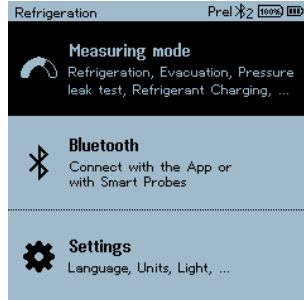 Refrigeration Prel 2 100%
Measuring mode
Refrigeration, Evacuation, Pressure
leak test, Refrigerant Charging, ...
Bluetooth
Connect with the App or
with Smart Probes
Settings
Language, Units, Light, ...